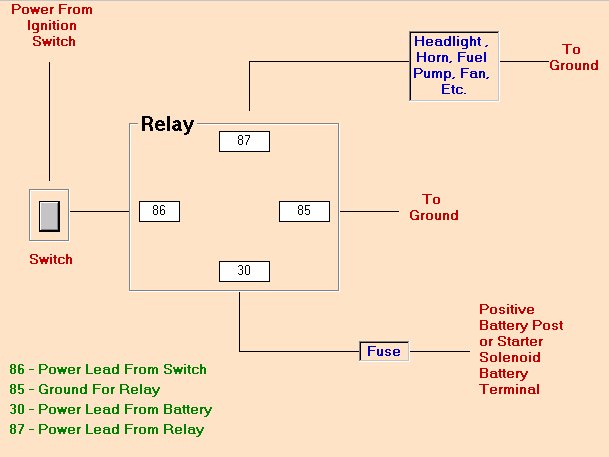 Power From
Ignition
Switch
Headlight ,
Horn, Fuel
Pump, Fan,
Etc.
To
Ground
Relay
87
86
85
30
To
Ground
Switch
Fuse
Positive
Battery Post
or Starter
Solenoid
Battery
Terminal
86 - Power Lead From Switch
85 - Ground For Relay
30 - Power Lead From Battery
87 - Power Lead From Relay